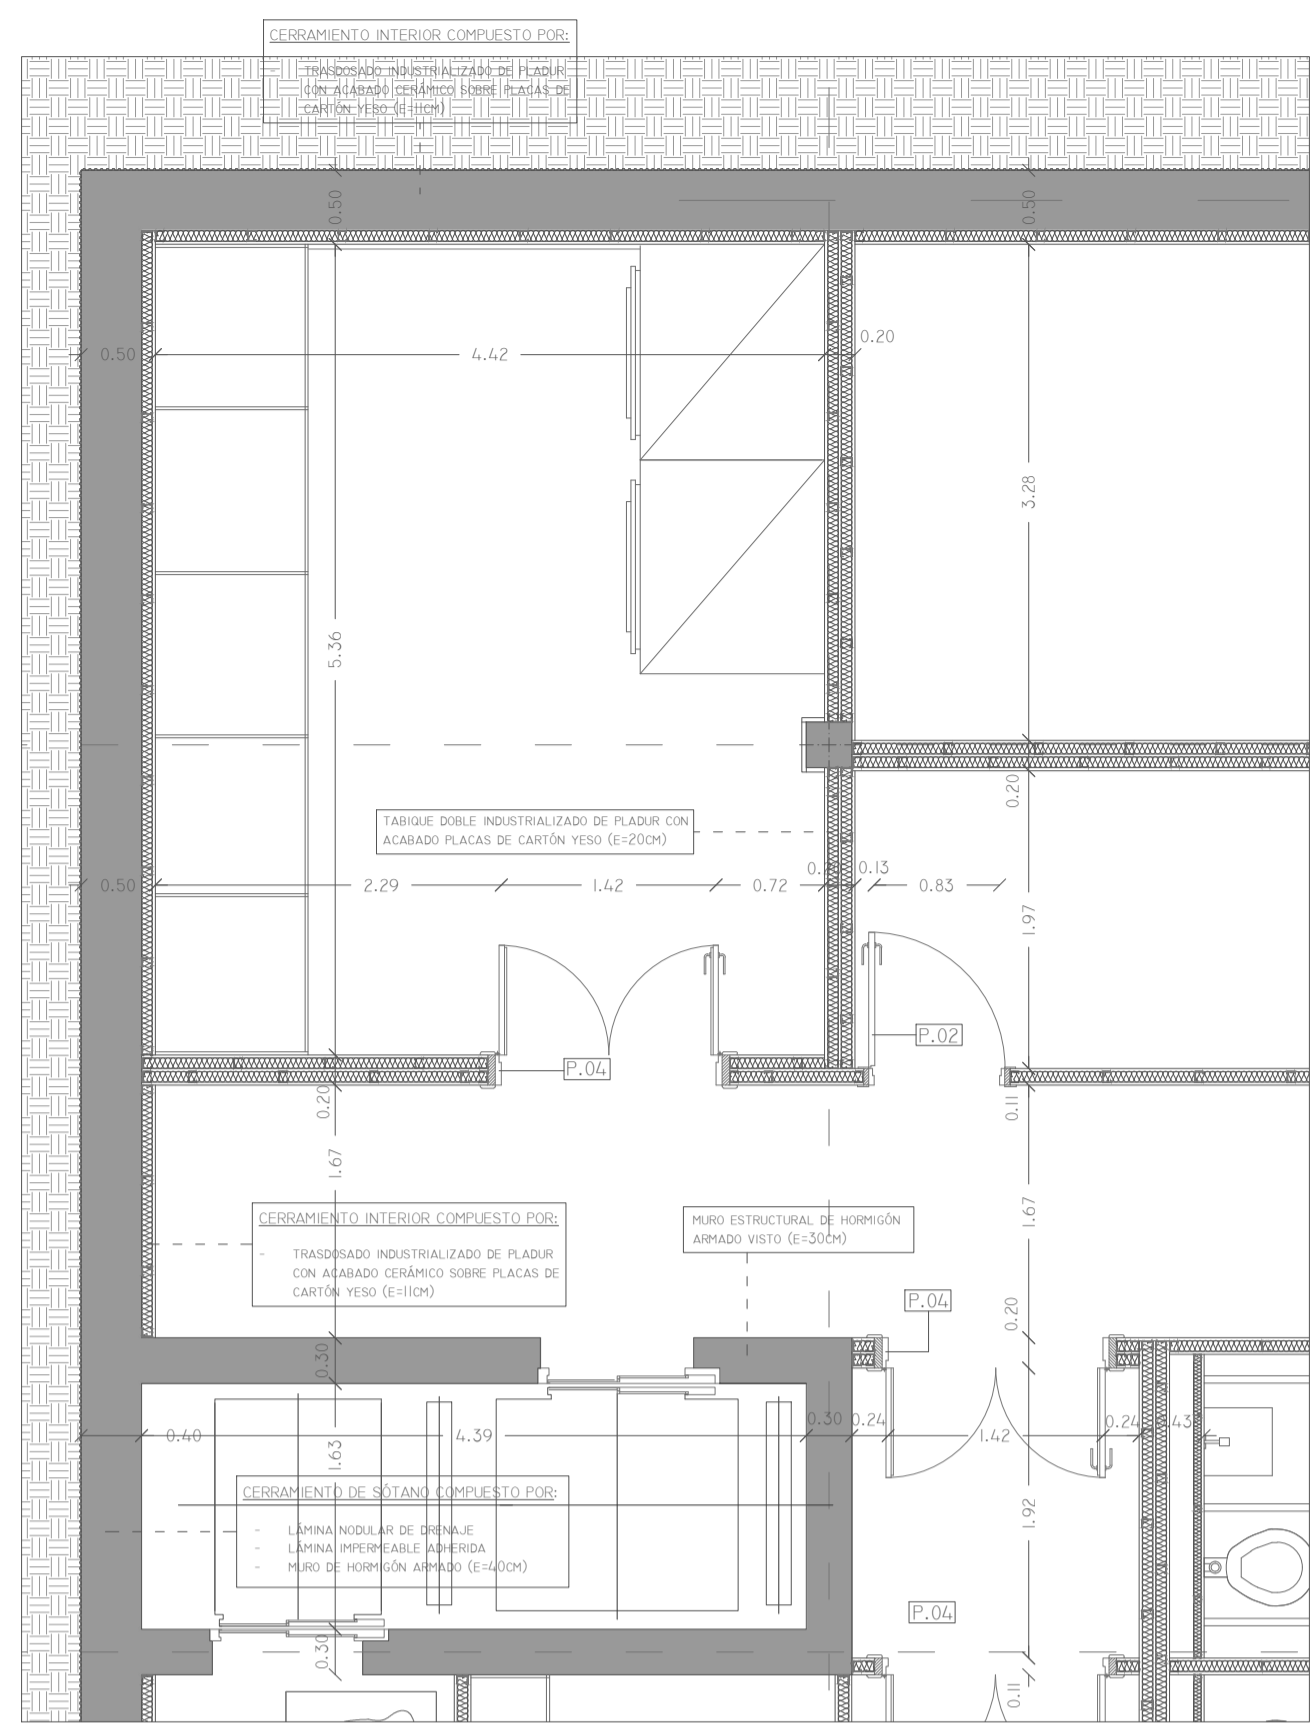 CERRAMIENTO INTERIOR COMPUESTO POR:
- TRASDOSADO INDUSTRIALIZADO DE PLADUR
CON ACABADO CERÁMICO SOBRE PLACAS DE
CARTÓN YESO (E=11CM)
0.50
0.50
0.50
4.42
0.20
3.28
5.36
0.20
TABIQUE DOBLE INDUSTRIALIZADO DE PLADUR CON
ACABADO PLACAS DE CARTÓN YESO (E=20CM)
0.50
2.29
1.42
0.72
0.13
0.83
1.97
P.02
P.04
0.20
0.11
1.67
1.67
CERRAMIENTO INTERIOR COMPUESTO POR:
- TRASDOSADO INDUSTRIALIZADO DE PLADUR
CON ACABADO CERÁMICO SOBRE PLACAS DE
CARTÓN YESO (E=11CM)
MURO ESTRUCTURAL DE HORMIGÓN
ARMADO VISTO (E=30CM)
P.04
0.20
0.30
0.40
4.39
0.30
0.24
1.42
0.24
1.63
CERRAMIENTO DE SÓTANO COMPUESTO POR:
- LÁMINA NODULAR DE DRENAJE
- LÁMINA IMPERMEABLE ADHERIDA
- MURO DE HORMIGÓN ARMADO (E=40CM)
1.92
P.04
0.30
0.11